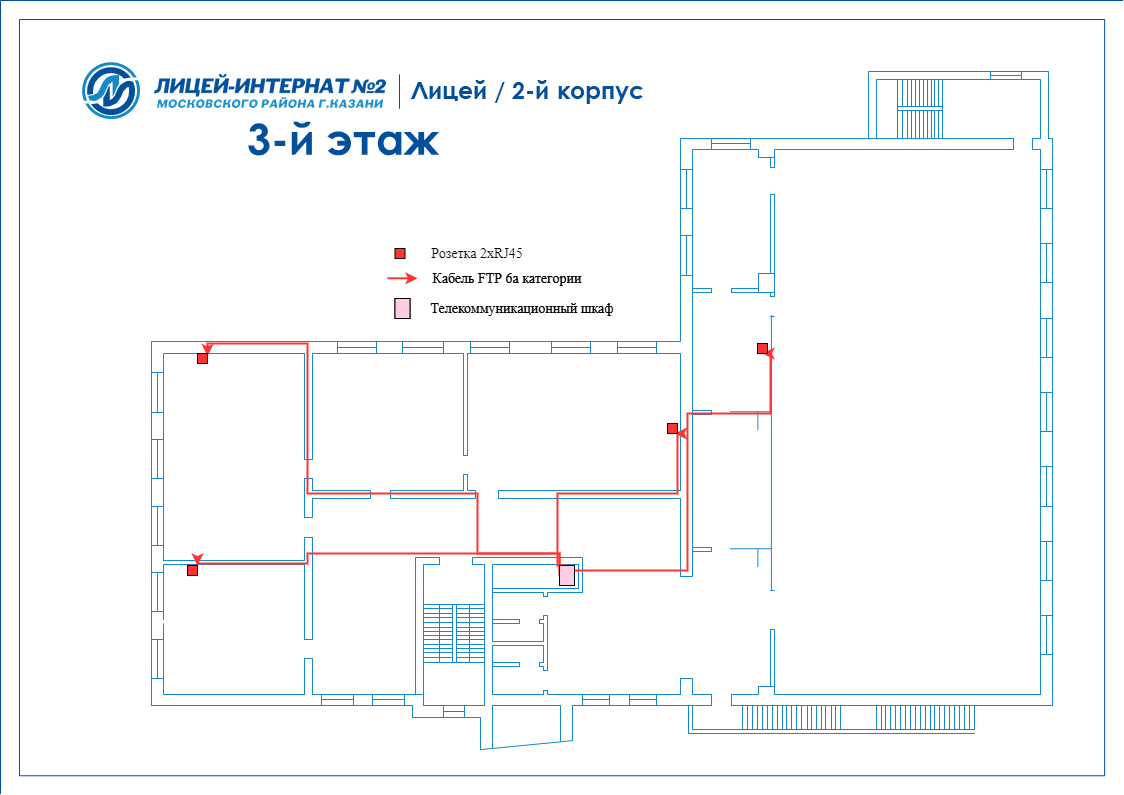 ЛИЦЕЙ-ИНТЕРНАТ №2
МОСКОВСКОГО РАЙОНА Г.КАЗАНИ
Лицей / 2-й корпус
3-й этаж
Розетка 2xRJ45
Кабель FTP 6а категории
Телекоммуникационный шкаф